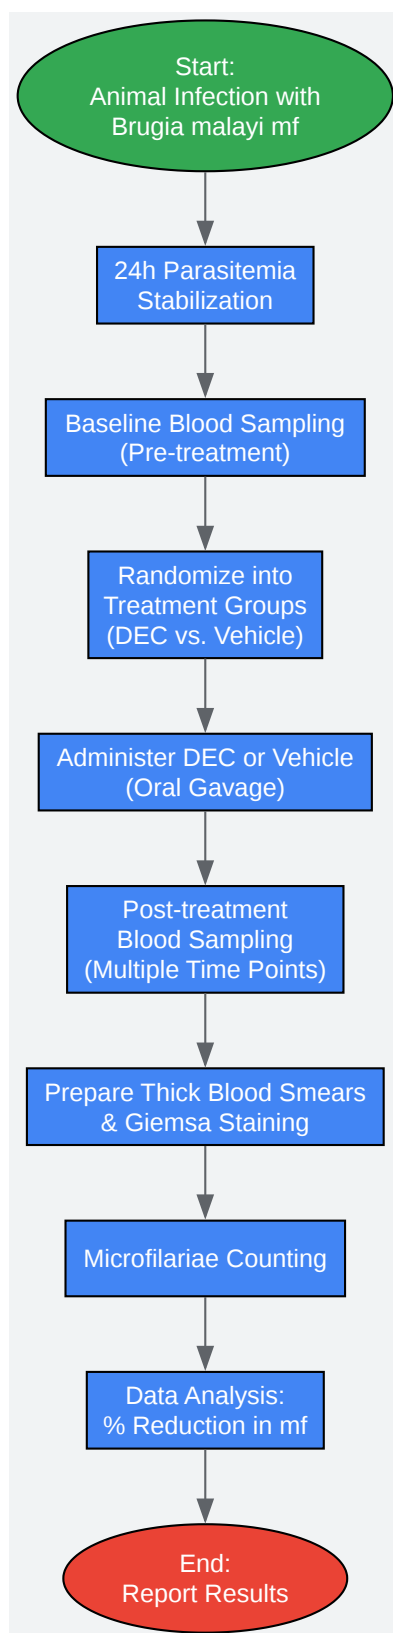 Start:
Animal Infection with
Brugia malayi mf
24h Parasitemia
Stabilization
Baseline Blood Sampling
(Pre-treatment)
Randomize into
Treatment Groups
(DEC vs. Vehicle)
Administer DEC or Vehicle
(Oral Gavage)
Post-treatment
Blood Sampling
(Multiple Time Points)
Prepare Thick Blood Smears
& Giemsa Staining
Microfilariae Counting
Data Analysis:
% Reduction in mf
End:
Report Results